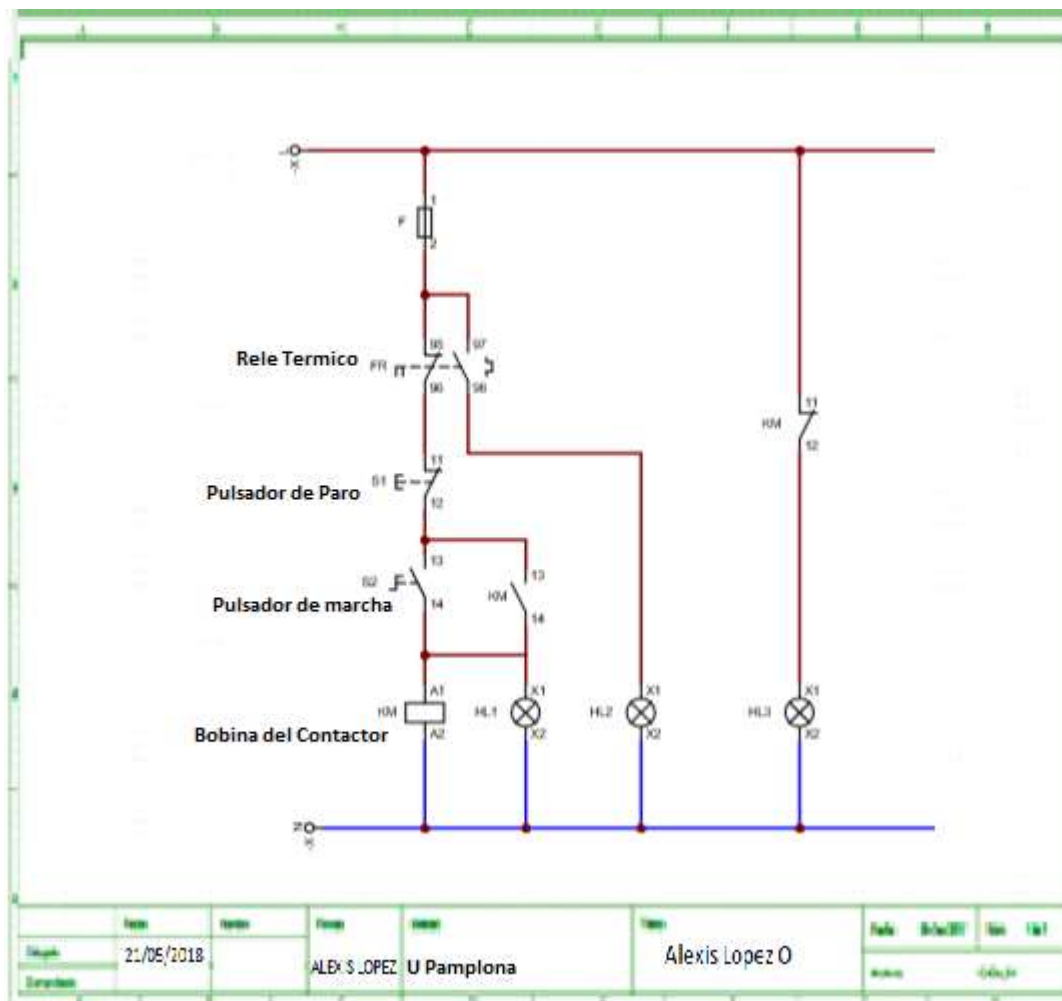 1
F
2
95
97
Rele Termico
FR
96
98
11
KM
12
11
S1
Pulsador de Paro
12
13
13
S2
KM
Pulsador de marcha
14
14
A1
X1
X1
X1
KM
HL1
HL2
HL3
Bobina del Contactor
A2
X2
X2
X2
N
21/05/2018
ALEXIS LOPEZ
U Pamplona
Alexis Lopez O